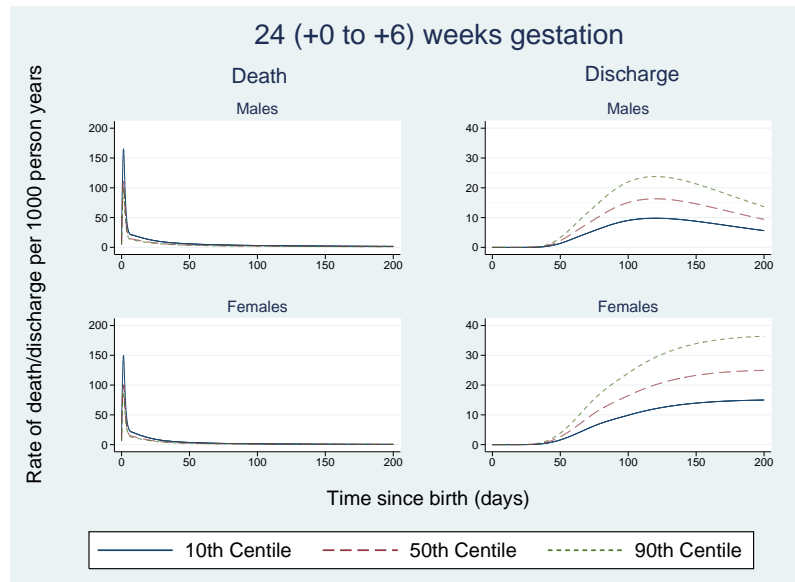 24 (+0 to +6) weeks gestation
Death
Discharge
Rate of death/discharge per 1000 person years
Males
200
150
100
50
0
0 50 100 150 200
Males
40
30
20
10
0
0 50 100 150 200
Females
200
150
100
50
0
0 50 100 150 200
Females
40
30
20
10
0
0 50 100 150 200
Time since birth (days)
10th Centile 50th Centile 90th Centile